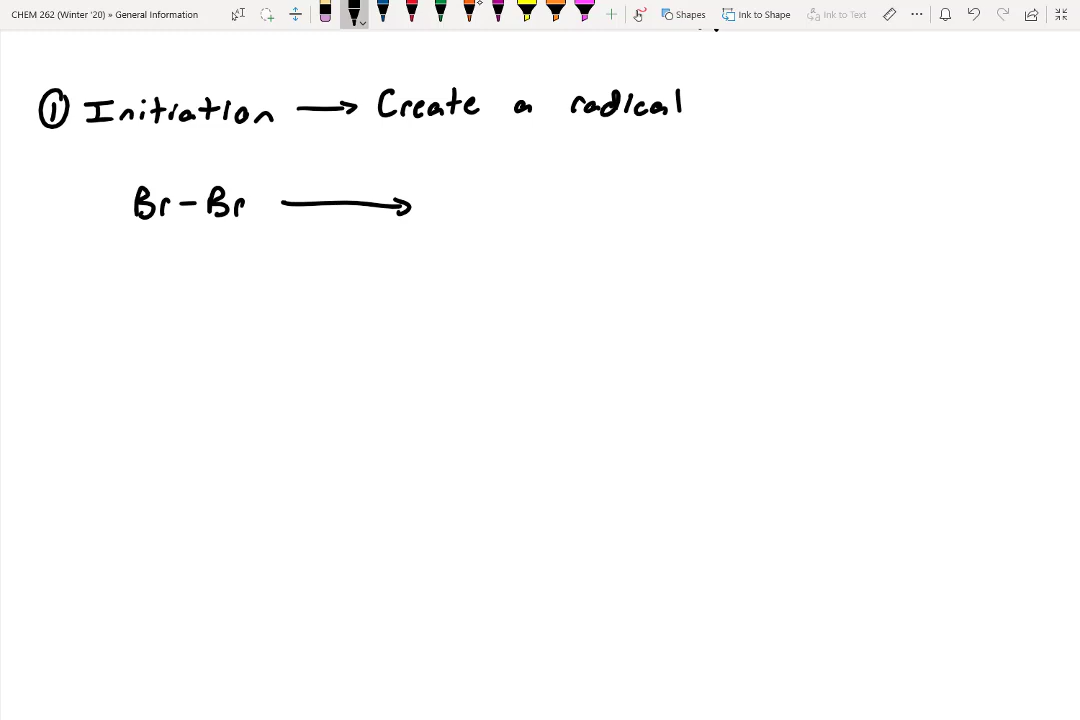 CHEM 262 (Winter '20) » General Information
Shapes
Ink to Shape
Ink to Text
① Initiation → Create a radical
Br-Br →